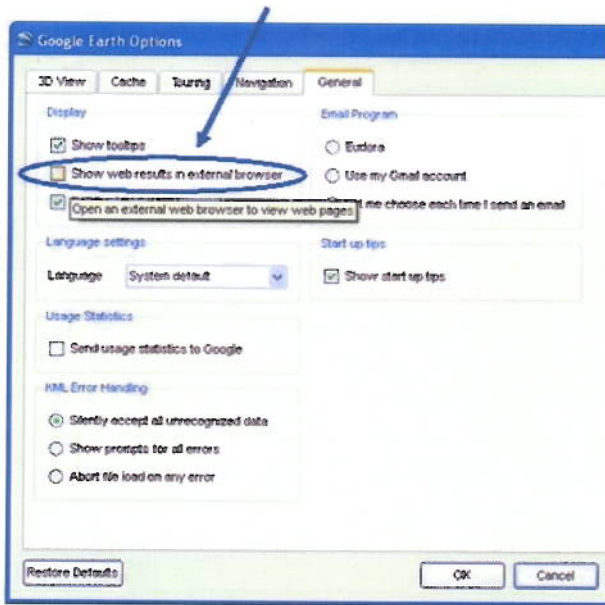 Google Earth Options
3D View Cache Touring Navigation General
Display
Show tooltips
Show web results in external browser
Open an external web browser to view web pages
Email Program
Eudora
Use my Gmail account
me choose each time I send an email
Language settings
Language System default
Start up tips
Show start up tips
Usage Statistics
Send usage statistics to Google
KML Error Handling
Silently accept all unrecognized data
Show prompts for all errors
Abort file load on any error
Restore Defaults OK Cancel